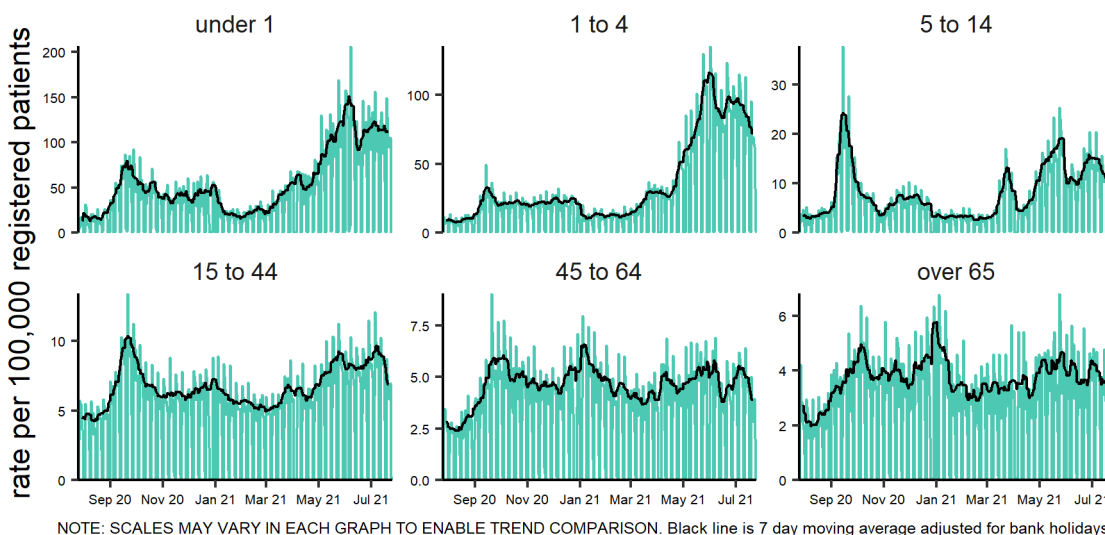 rate per 100,000 registered patients
under 1
1 to 4
5 to 14
200
150
100
50
0
100
50
0
30
20
10
0
15 to 44
45 to 64
over 65
10
5
0
7.5
5.0
2.5
0.0
6
4
2
0
Sep 20 Nov 20 Jan 21 Mar 21 May 21 Jul 21
Sep 20 Nov 20 Jan 21 Mar 21 May 21 Jul 21
Sep 20 Nov 20 Jan 21 Mar 21 May 21 Jul 2
NOTE: SCALES MAY VARY IN EACH GRAPH TO ENABLE TREND COMPARISON. Black line is 7 day moving average adjusted for bank holidays